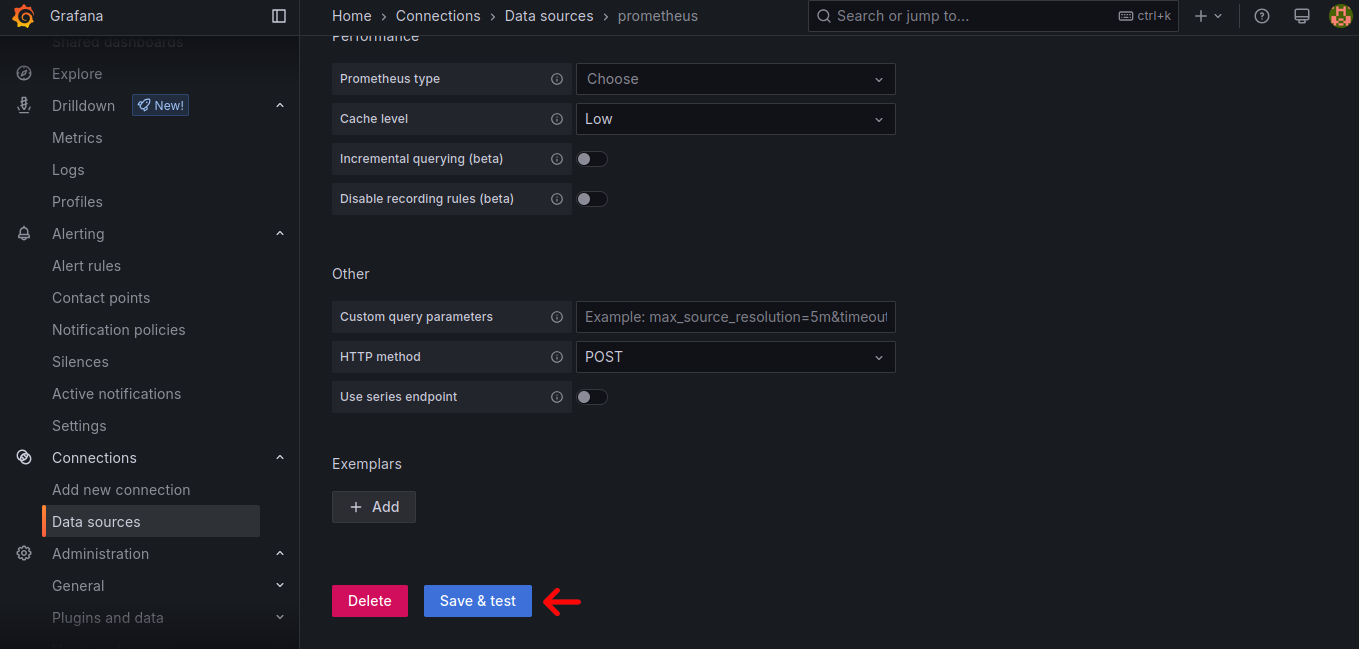 Grafana
Home › Connections › Data sources › prometheus
Search or jump to...
ctrl+k
Shared dashboards
Explore
Drilldown
New!
Metrics
Logs
Profiles
Alerting
Alert rules
Contact points
Notification policies
Silences
Active notifications
Settings
Connections
Add new connection
Data sources
Administration
General
Plugins and data
Performance
Prometheus type
Choose
Cache level
Low
Incremental querying (beta)
Disable recording rules (beta)
Other
Custom query parameters
Example: max_source_resolution=5m&timeout
HTTP method
POST
Use series endpoint
Exemplars
+ Add
Delete
Save & test